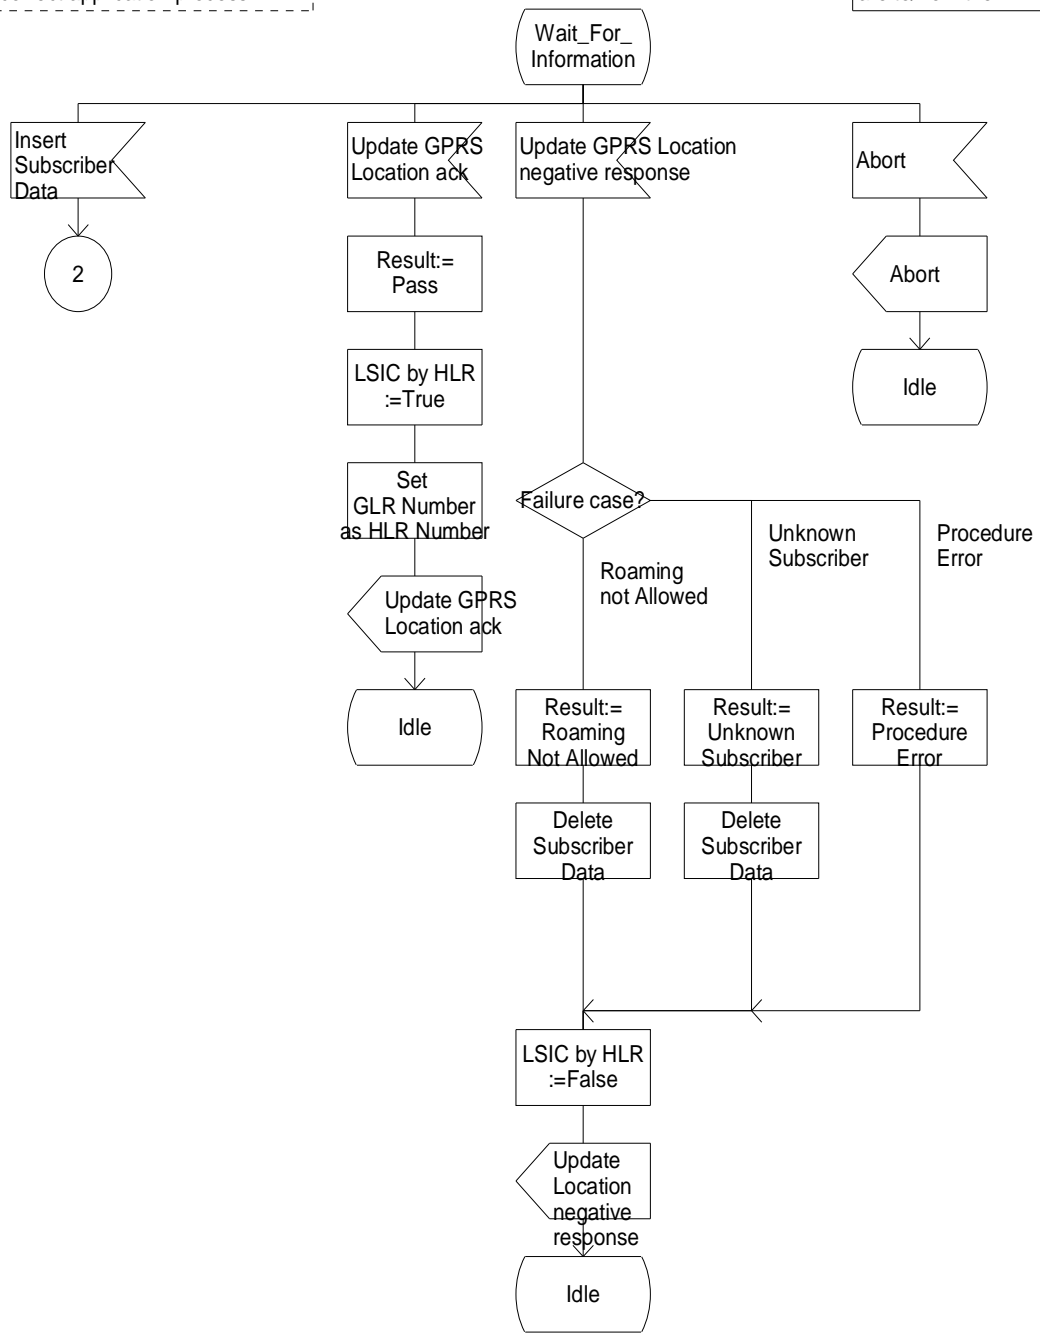 Wait_For_
Information
Insert
Subscriber
Data
Update GPRS
Location ack
Update GPRS Location
negative response
Abort
2
Result:=
Pass
Abort
LSIC by HLR
:=True
Idle
Set
GLR Number
as HLR Number
Failure case?
Unknown
Subscriber
Procedure
Error
Roaming
not Allowed
Update GPRS
Location ack
Idle
Result:=
Roaming
Not Allowed
Result:=
Unknown
Subscriber
Result:=
Procedure
Error
Delete
Subscriber
Data
Delete
Subscriber
Data
LSIC by HLR
:=False
Update
Location
negative
response
Idle